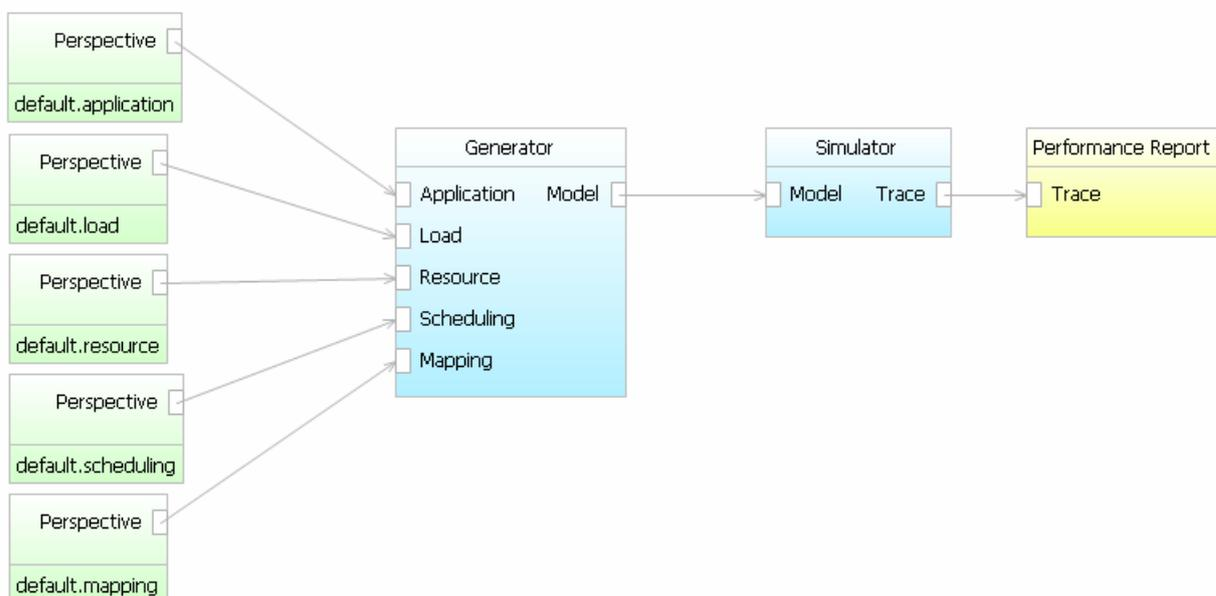 Perspective
default.application
Perspective
default.load
Perspective
default.resource
Perspective
default.scheduling
Perspective
default.mapping
Generator
Application Model
Load
Resource
Scheduling
Mapping
Simulator
Model Trace
Performance Report
Trace